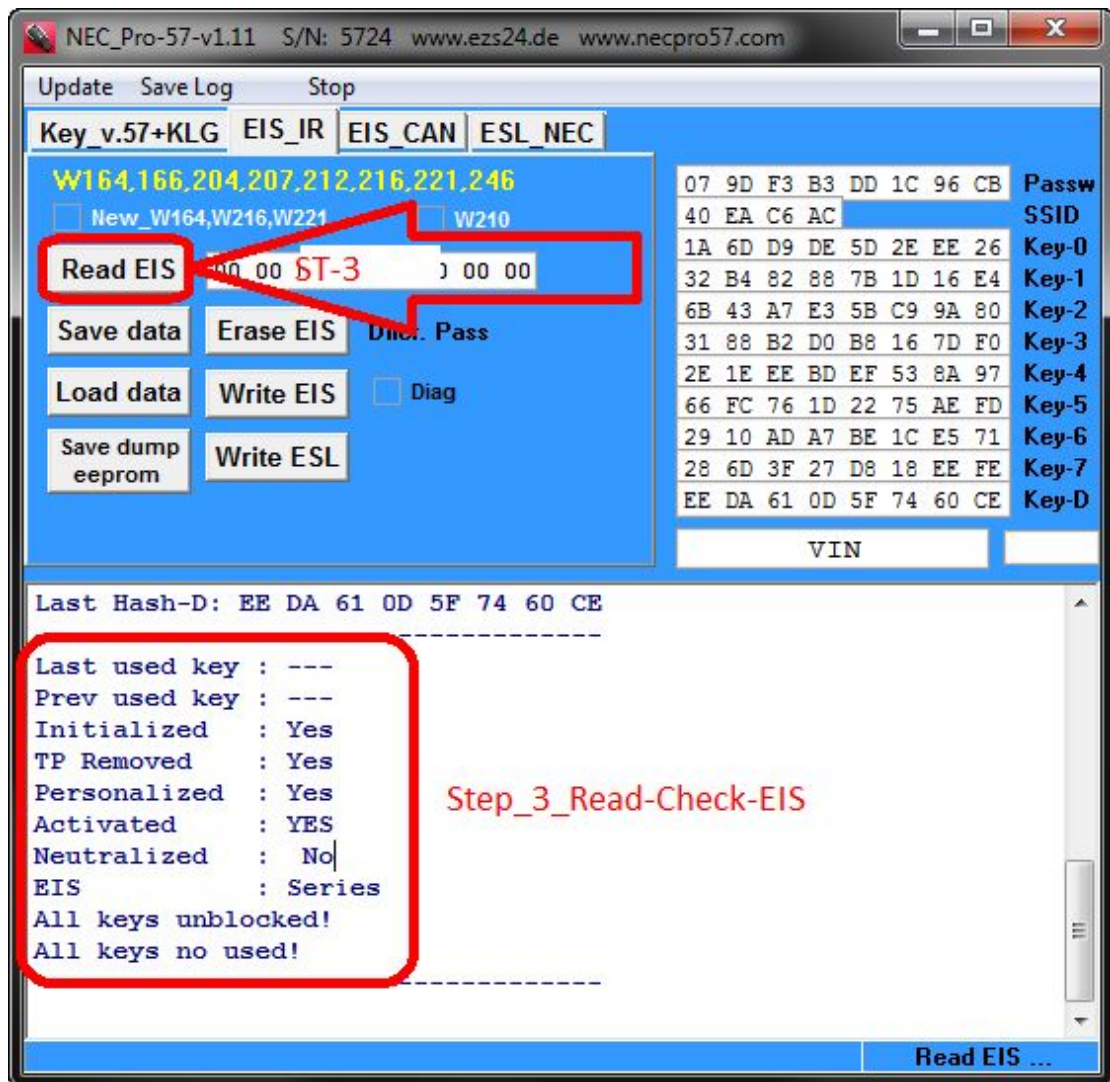 NEC_Pro-57-v1.11 S/N: 5724 www.ezs24.de www.necpro57.com
Update Save Log Stop
Key_v.57+KLG EIS_IR EIS_CAN ESL_NEC
W164,166,204,207,212,216,221,246
New_W164,W216,W221 W210
Read EIS 00 00 ST-3 00 00
Save data Erase EIS Pass
Load data Write EIS Diag
Save dump
eeprom
Write ESL
07 9D F3 B3 DD 1C 96 CB Passw
40 EA C6 AC SSID
1A 6D D9 DE 5D 2E EE 26 Key-0
32 B4 82 88 7B 1D 16 E4 Key-1
6B 43 A7 E3 5B C9 9A 80 Key-2
31 88 B2 D0 B8 16 7D F0 Key-3
2E 1E EE BD EF 53 8A 97 Key-4
66 FC 76 1D 22 75 AE FD Key-5
29 10 AD A7 BE 1C E5 71 Key-6
28 6D 3F 27 D8 18 EE FE Key-7
EE DA 61 0D 5F 74 60 CE Key-D
VIN
Last Hash-D: EE DA 61 0D 5F 74 60 CE
-------------
Last used key : ---
Prev used key : ---
Initialized : Yes
TP Removed : Yes
Personalized : Yes
Step_3_Read-Check-EIS
Activated : YES
Neutralized : No
EIS : Series
All keys unblocked!
All keys no used!
-------------
Read EIS ...